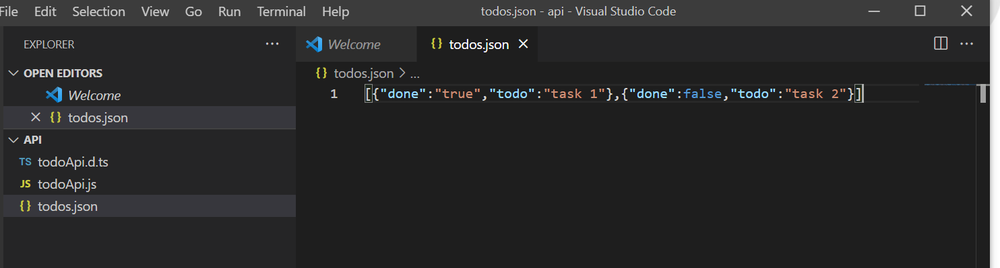 File Edit Selection View Go Run Terminal Help todos.json - api - Visual Studio Code
EXPLORER
OPEN EDITORS
Welcome
todos.json
API
TS todoApi.d.ts
JS todoApi.js
{} todos.json
Welcome {} todos.json
{} todos.json > ...
1 [{"done":"true","todo":"task 1"},{"done":false,"todo":"task 2"}]